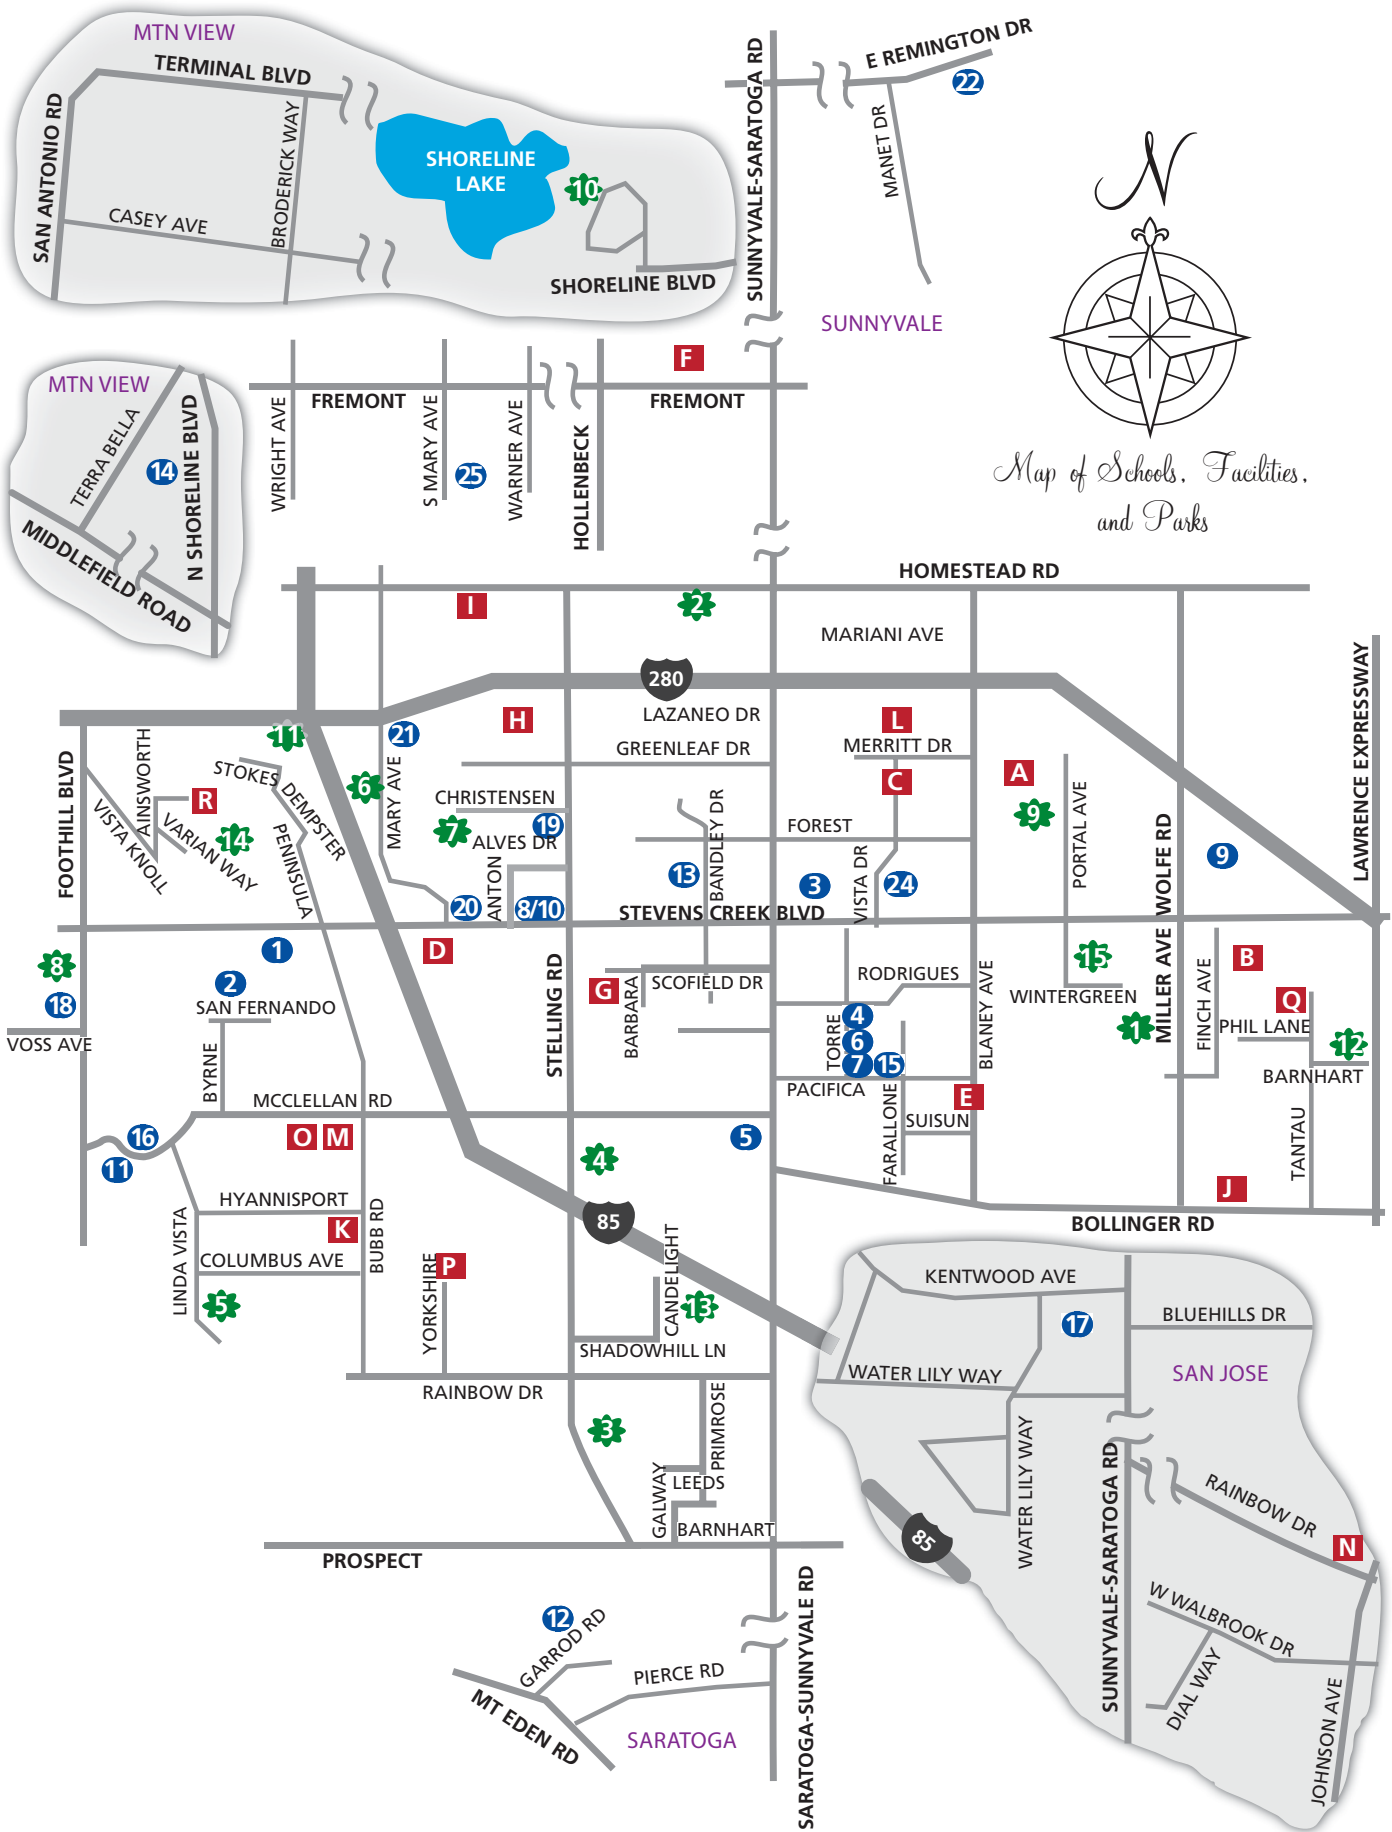 MTN VIEW
TERMINAL BLVD
SAN ANTONIO RD
BRODERICK WAY
CASEY AVE
SHORELINE
LAKE
10
SHORELINE BLVD
SUNNYVALE-SARATOGA RD
E REMINGTON DR
22
MANET DR
SUNNYVALE
N
Map of Schools, Facilities,
and Parks
MTN VIEW
TERRA BELLA
14
N SHORELINE BLVD
MIDDLEFIELD ROAD
F
FREMONT
FREMONT
WRIGHT AVE
S MARY AVE
25
WARNER AVE
HOLLENBECK
HOMESTEAD RD
I
2
MARIANI AVE
280
LAZANEO DR
LAWRENCE EXPRESSWAY
11
21
H
L
GREENLEAF DR
MERRITT DR
FOOTHILL BLVD
AINSWORTH
STOKES
DEMPSTER
6
MARY AVE
C
A
R
VISTA KNOLL
VARIAN WAY
14
PENINSULA
CHRISTENSEN
7
19
ALVES DR
BANDLEY DR
FOREST
9
PORTAL AVE
MILLER AVE
WOLFE RD
9
ANTON
13
3
VISTA DR
24
20
8/10
STEVENS CREEK BLVD
1
D
8
2
18
SAN FERNANDO
VOSS AVE
BYRNE
STELLING RD
G
BARBARA
SCOFIELD DR
RODRIGUES
BLANEY AVE
15
WINTERGREEN
1
FINCH AVE
B
Q
PHIL LANE
12
BARNHART
TORRE
4
6
7
15
PACIFICA
E
FARALLONE
SUISUN
TANTAU
MCCLELLAN RD
16
11
O
M
5
4
HYANNISPORT
K
BUBB RD
LINDA VISTA
COLUMBUS AVE
5
YORKSHIRE
P
85
CANDELIGHT
13
SHADOWHILL LN
J
BOLLINGER RD
RAINBOW DR
3
PRIMROSE
GALWAY
LEEDS
BARNHART
PROSPECT
SARATOGA-SUNNYVALE RD
12
GARROD RD
PIERCE RD
MT EDEN RD
SARATOGA
KENTWOOD AVE
17
BLUEHILLS DR
WATER LILY WAY
SAN JOSE
WATER LILY WAY
SUNNYVALE-SARATOGA RD
85
RAINBOW DR
N
W WALBROOK DR
DIAL WAY
JOHNSON AVE